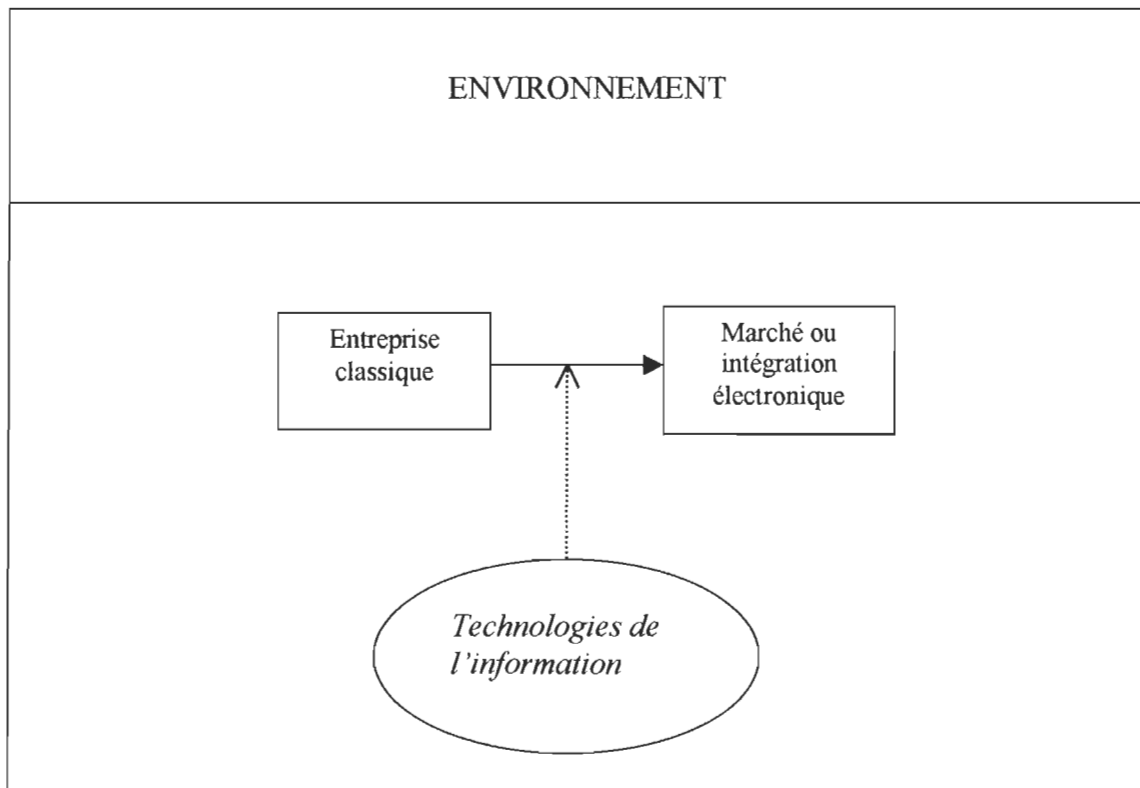 ENVIRONNEMENT
Entreprise
classique
Marché ou
intégration
électronique
Technologies de
l'information